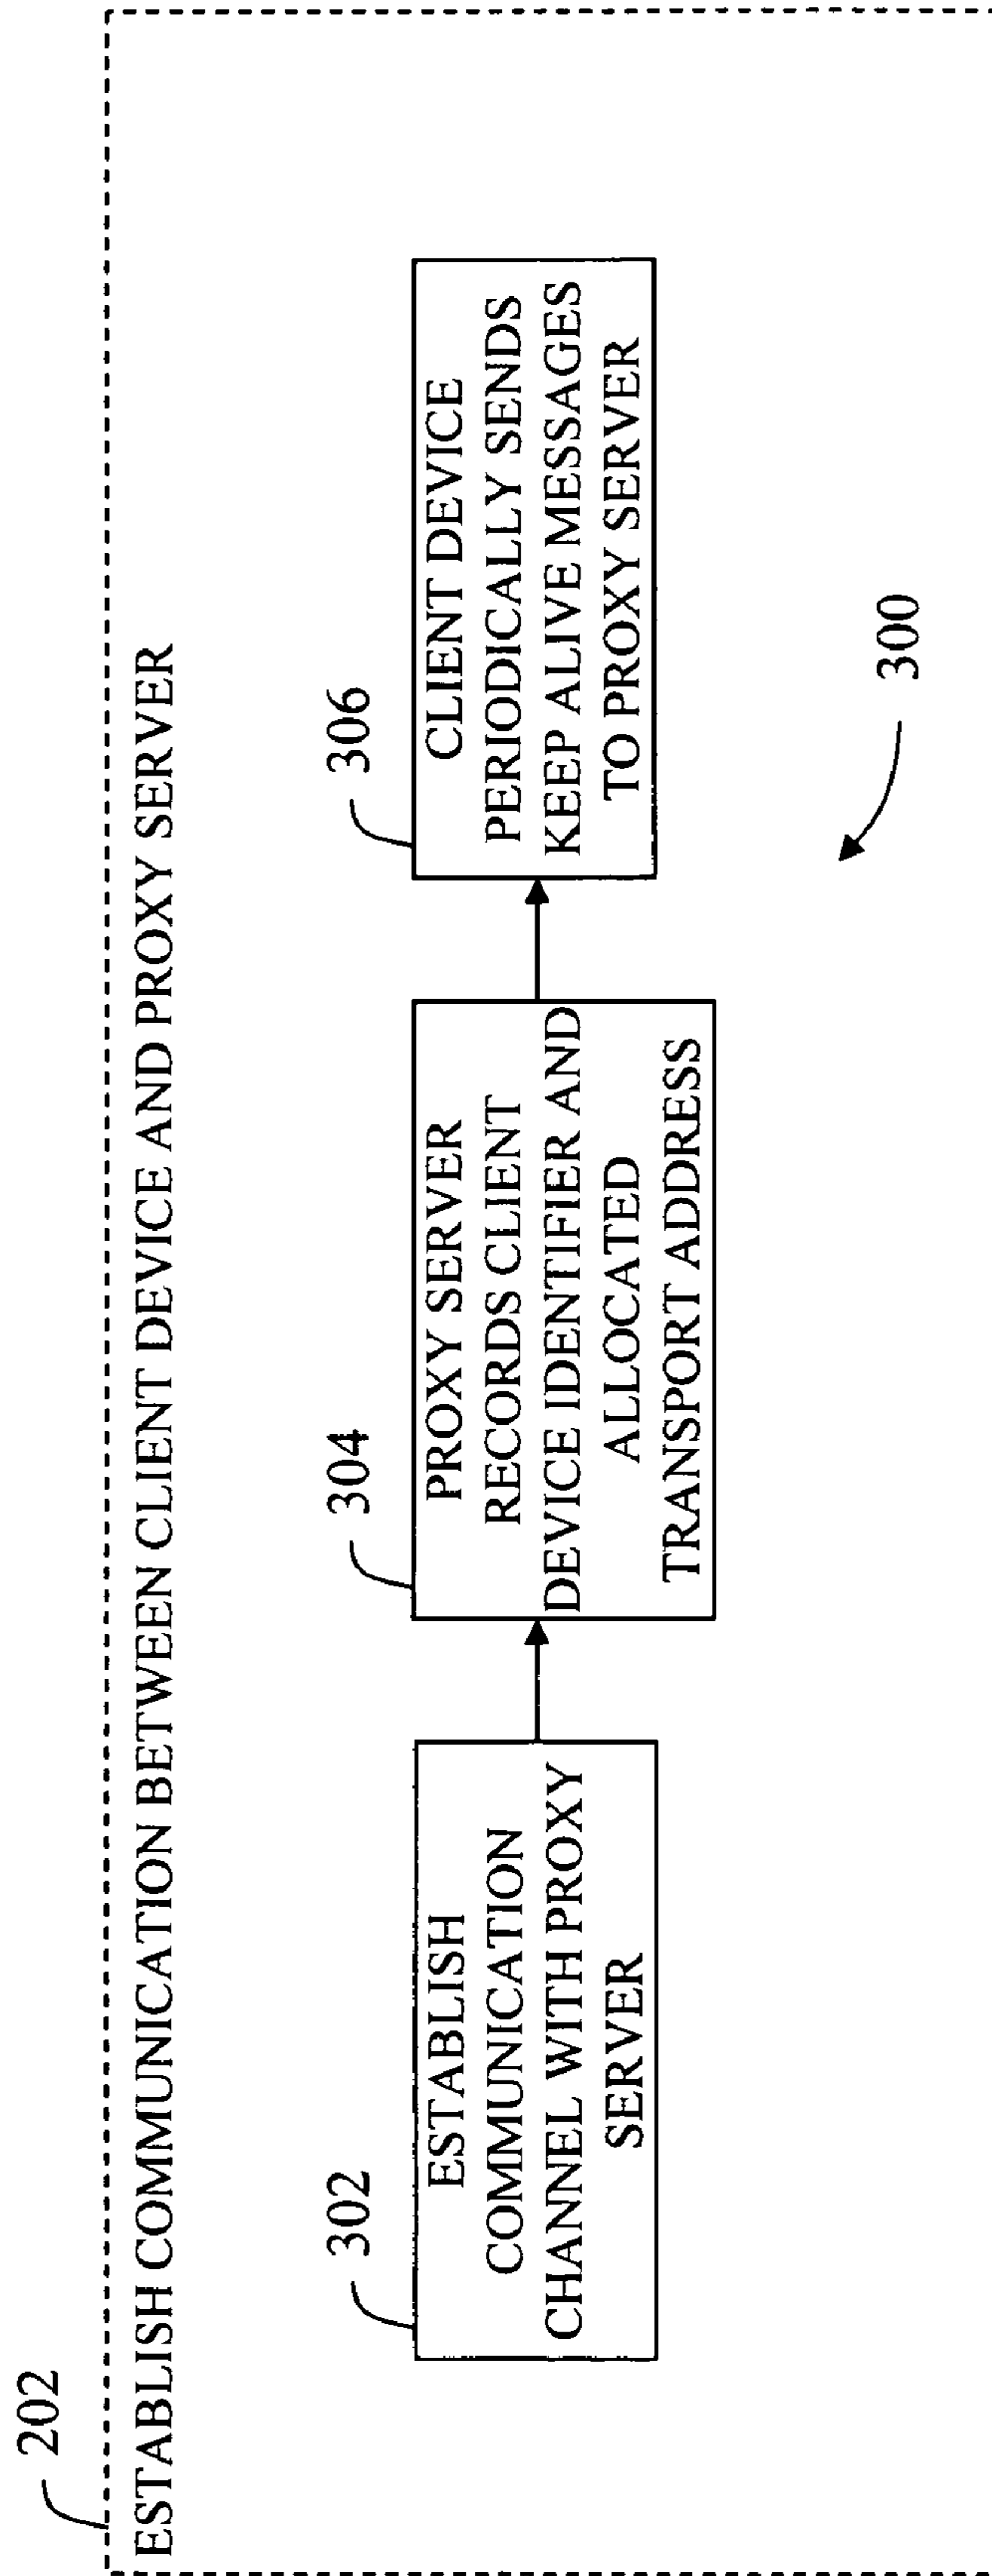 202
ESTABLISH COMMUNICATION BETWEEN CLIENT DEVICE AND PROXY SERVER
302
ESTABLISH
COMMUNICATION
CHANNEL WITH PROXY
SERVER
304
PROXY SERVER
RECORDS CLIENT
DEVICE IDENTIFIER AND
ALLOCATED
TRANSPORT ADDRESS
306
CLIENT DEVICE
PERIODICALLY SENDS
KEEP ALIVE MESSAGES
TO PROXY SERVER
300